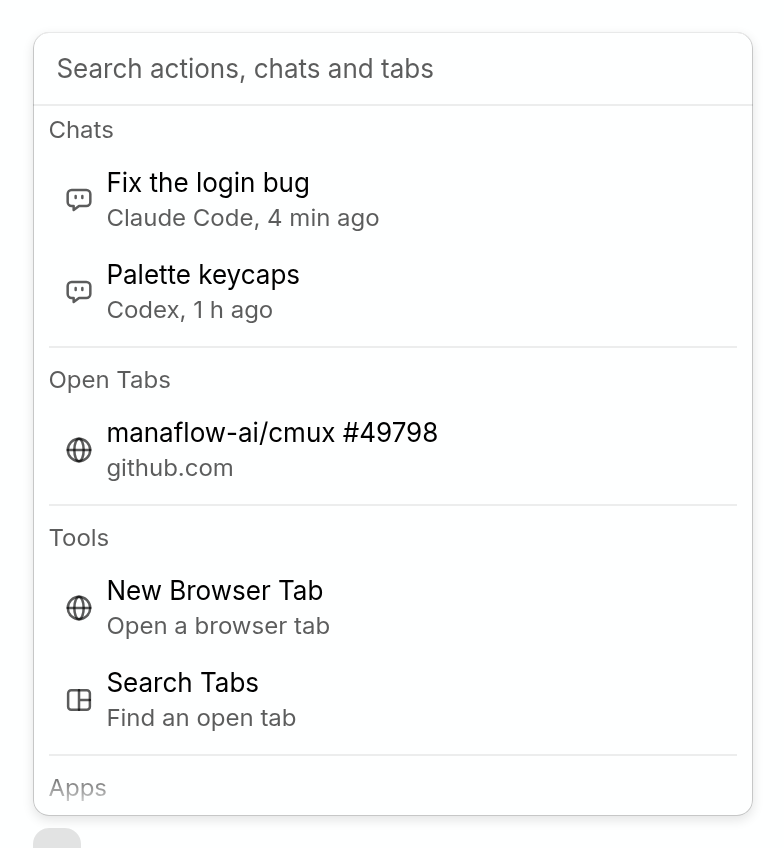 Search actions, chats and tabs
Chats
Fix the login bug
Claude Code, 4 min ago
Palette keycaps
Codex, 1 h ago
Open Tabs
manaflow-ai/cmux #49798
github.com
Tools
New Browser Tab
Open a browser tab
Search Tabs
Find an open tab
Apps